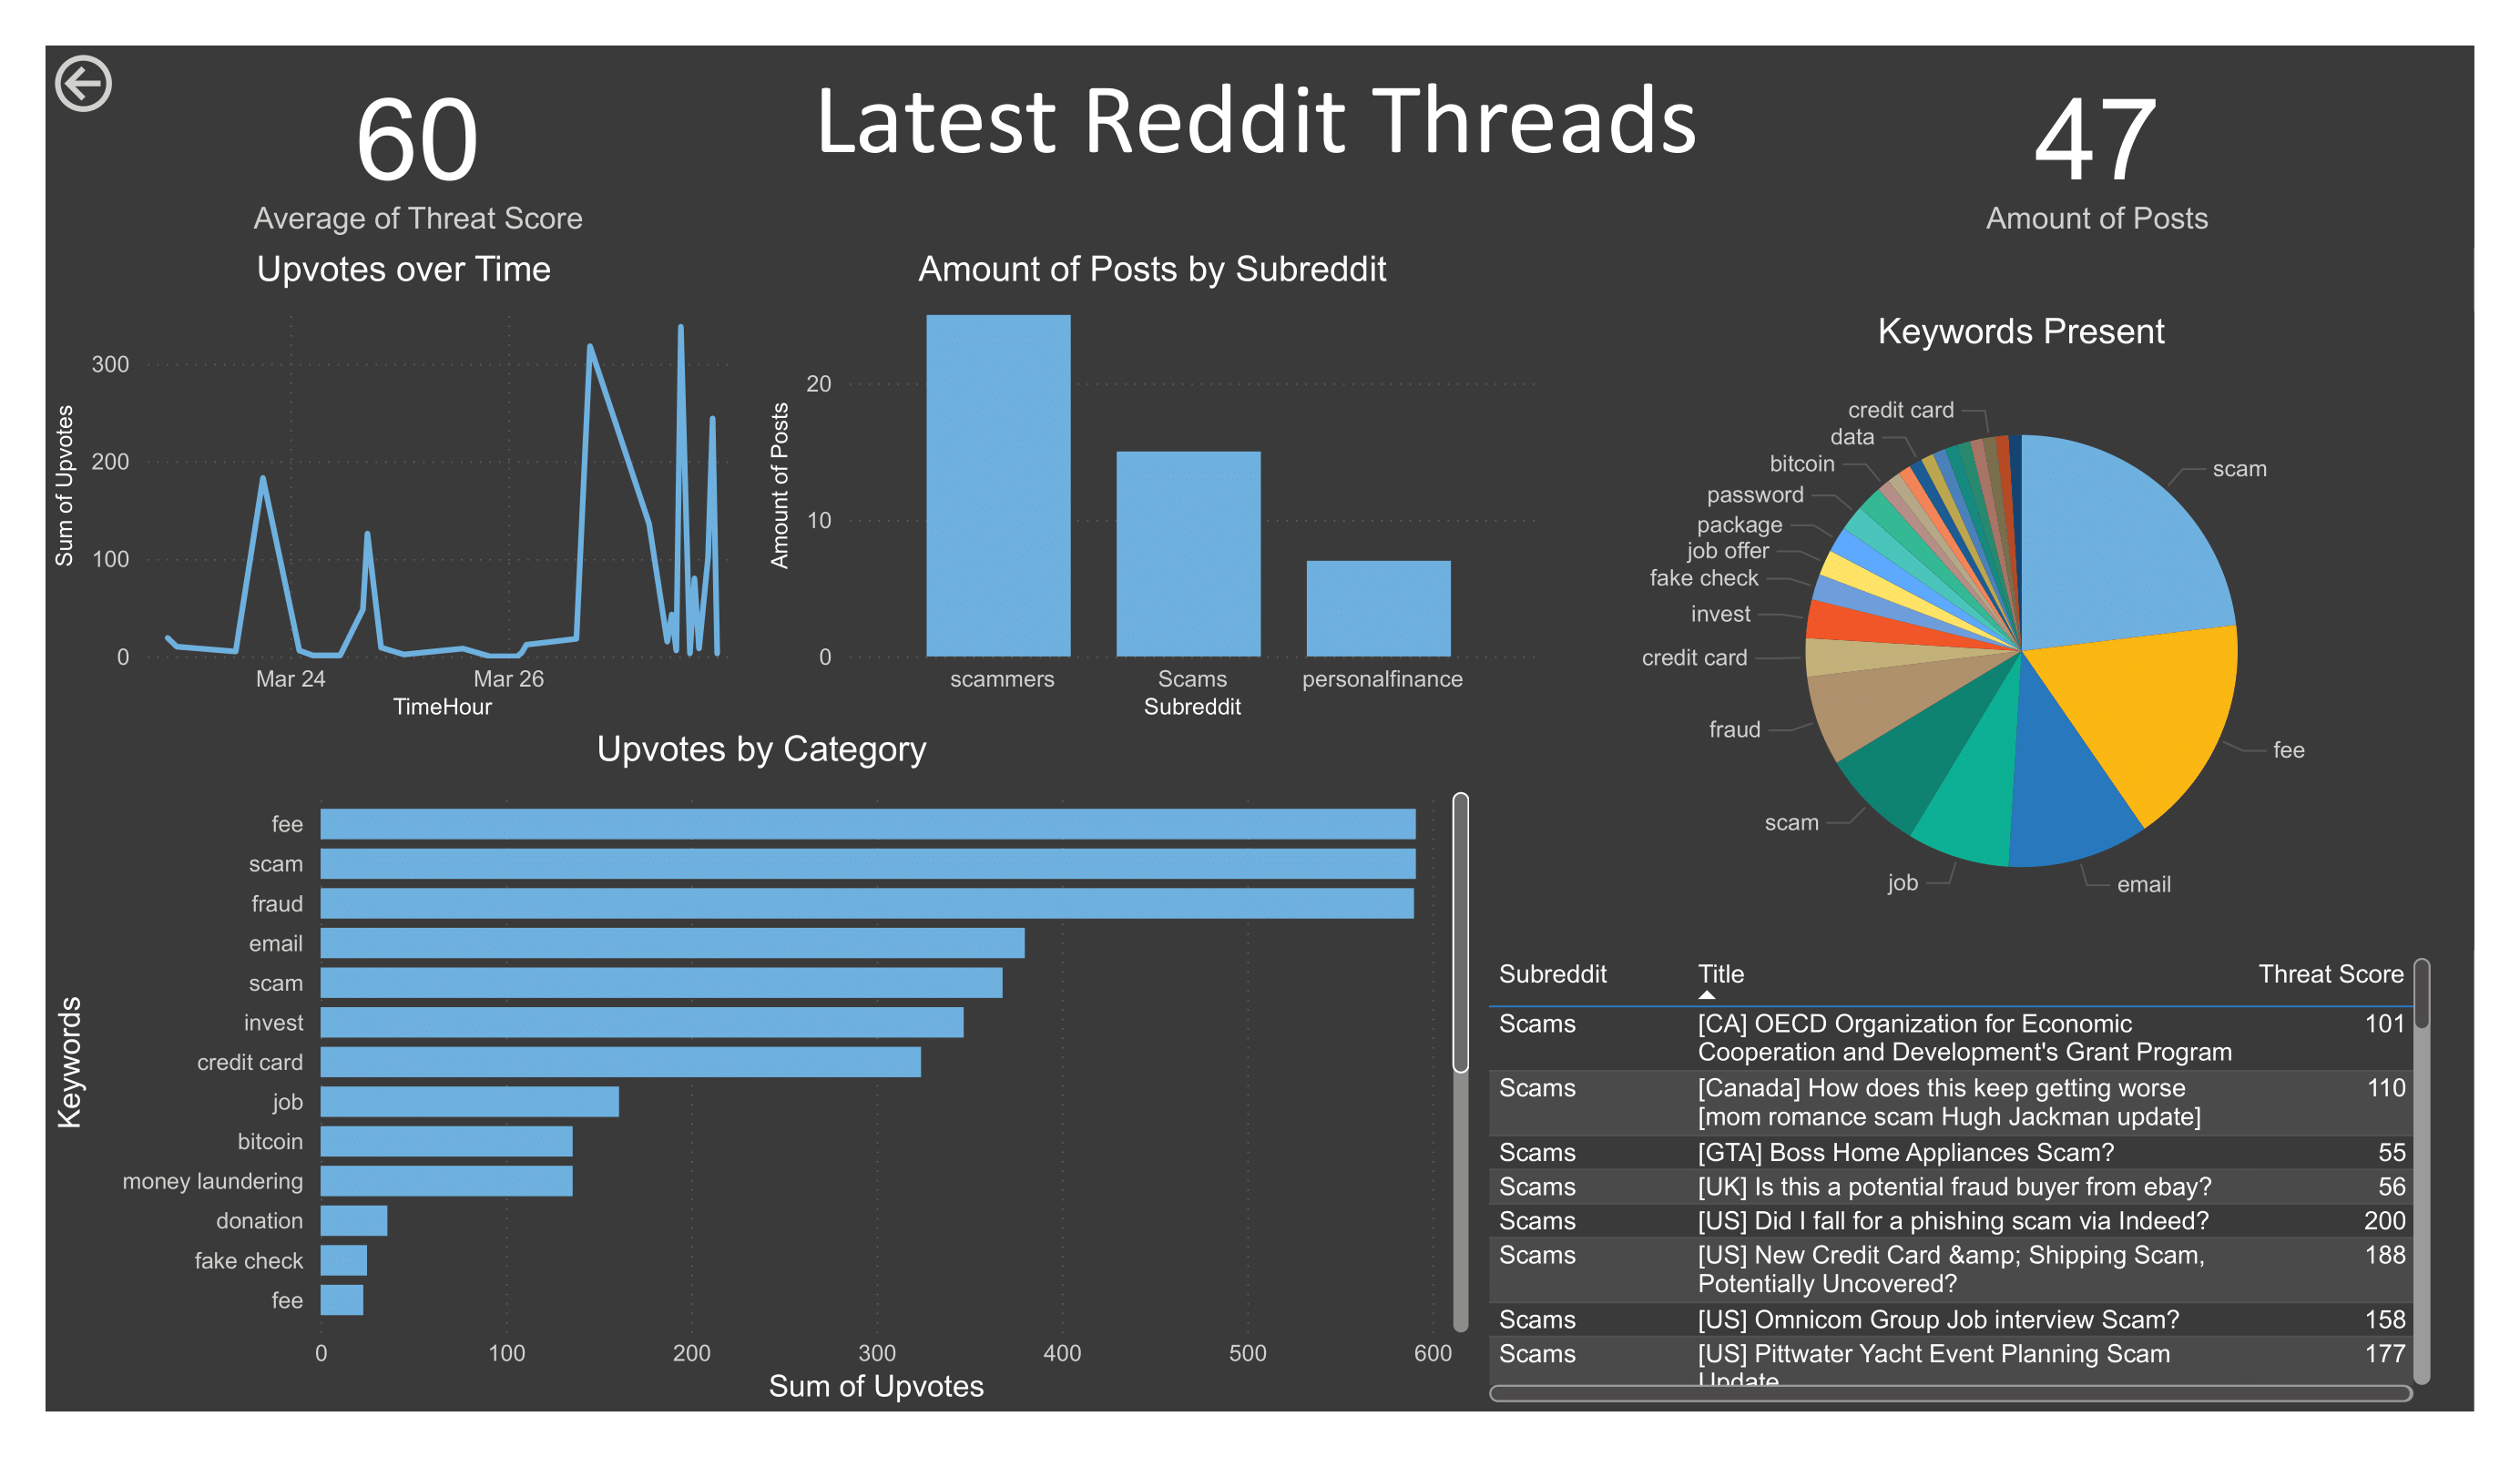 60
Average of Threat Score
Latest Reddit Threads
47
Amount of Posts
Upvotes over Time
Sum of Upvotes
300
200
100
0
Mar 24
Mar 26
TimeHour
Amount of Posts by Subreddit
Amount of Posts
20
10
0
scammers
Scams
personalfinance
Subreddit
Keywords Present
credit card
data
bitcoin
password
package
job offer
fake check
invest
credit card
fraud
scam
job
email
fee
scam
Upvotes by Category
Keywords
fee
scam
fraud
email
scam
invest
credit card
job
bitcoin
money laundering
donation
fake check
fee
0
100
200
300
400
500
600
Sum of Upvotes
Subreddit Title Threat Score
Scams [CA] OECD Organization for Economic 101
Cooperation and Development's Grant Program
Scams [Canada] How does this keep getting worse 110
[mom romance scam Hugh Jackman update]
Scams [GTA] Boss Home Appliances Scam? 55
Scams [UK] Is this a potential fraud buyer from ebay? 56
Scams [US] Did I fall for a phishing scam via Indeed? 200
Scams [US] New Credit Card &amp; Shipping Scam, 188
Potentially Uncovered?
Scams [US] Omnicom Group Job interview Scam? 158
Scams [US] Pittwater Yacht Event Planning Scam 177
Update